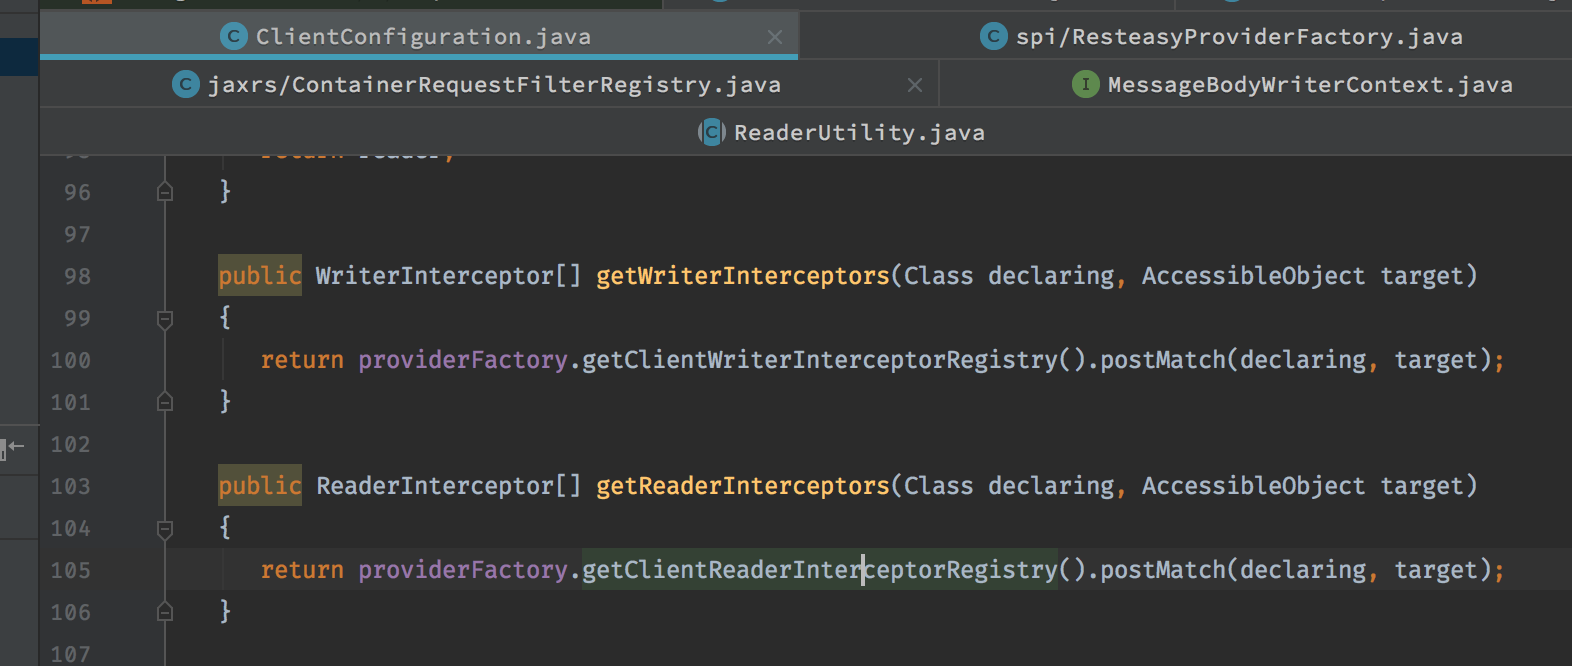 ClientConfiguration.java
spi/ResteasyProviderFactory.java
jaxrs/ContainerRequestFilterRegistry.java
MessageBodyWriterContext.java
ReaderUtility.java
96 }
97
98 public WriterInterceptor[] getWriterInterceptors(Class declaring, AccessibleObject target)
99 {
100 return providerFactory.getClientWriterInterceptorRegistry().postMatch(declaring, target);
101 }
102
103 public ReaderInterceptor[] getReaderInterceptors(Class declaring, AccessibleObject target)
104 {
105 return providerFactory.getClientReaderInterceptorRegistry().postMatch(declaring, target);
106 }
107